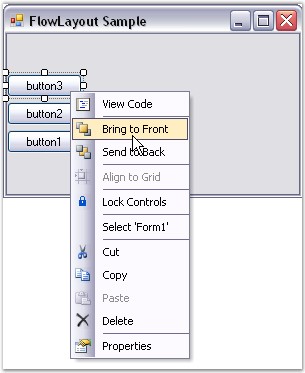 FlowLayout Sample
button3
button2
button1
View Code
Bring to Front
Send to Back
Align to Grid
Lock Controls
Select 'Form1'
Cut
Copy
Paste
Delete
Properties